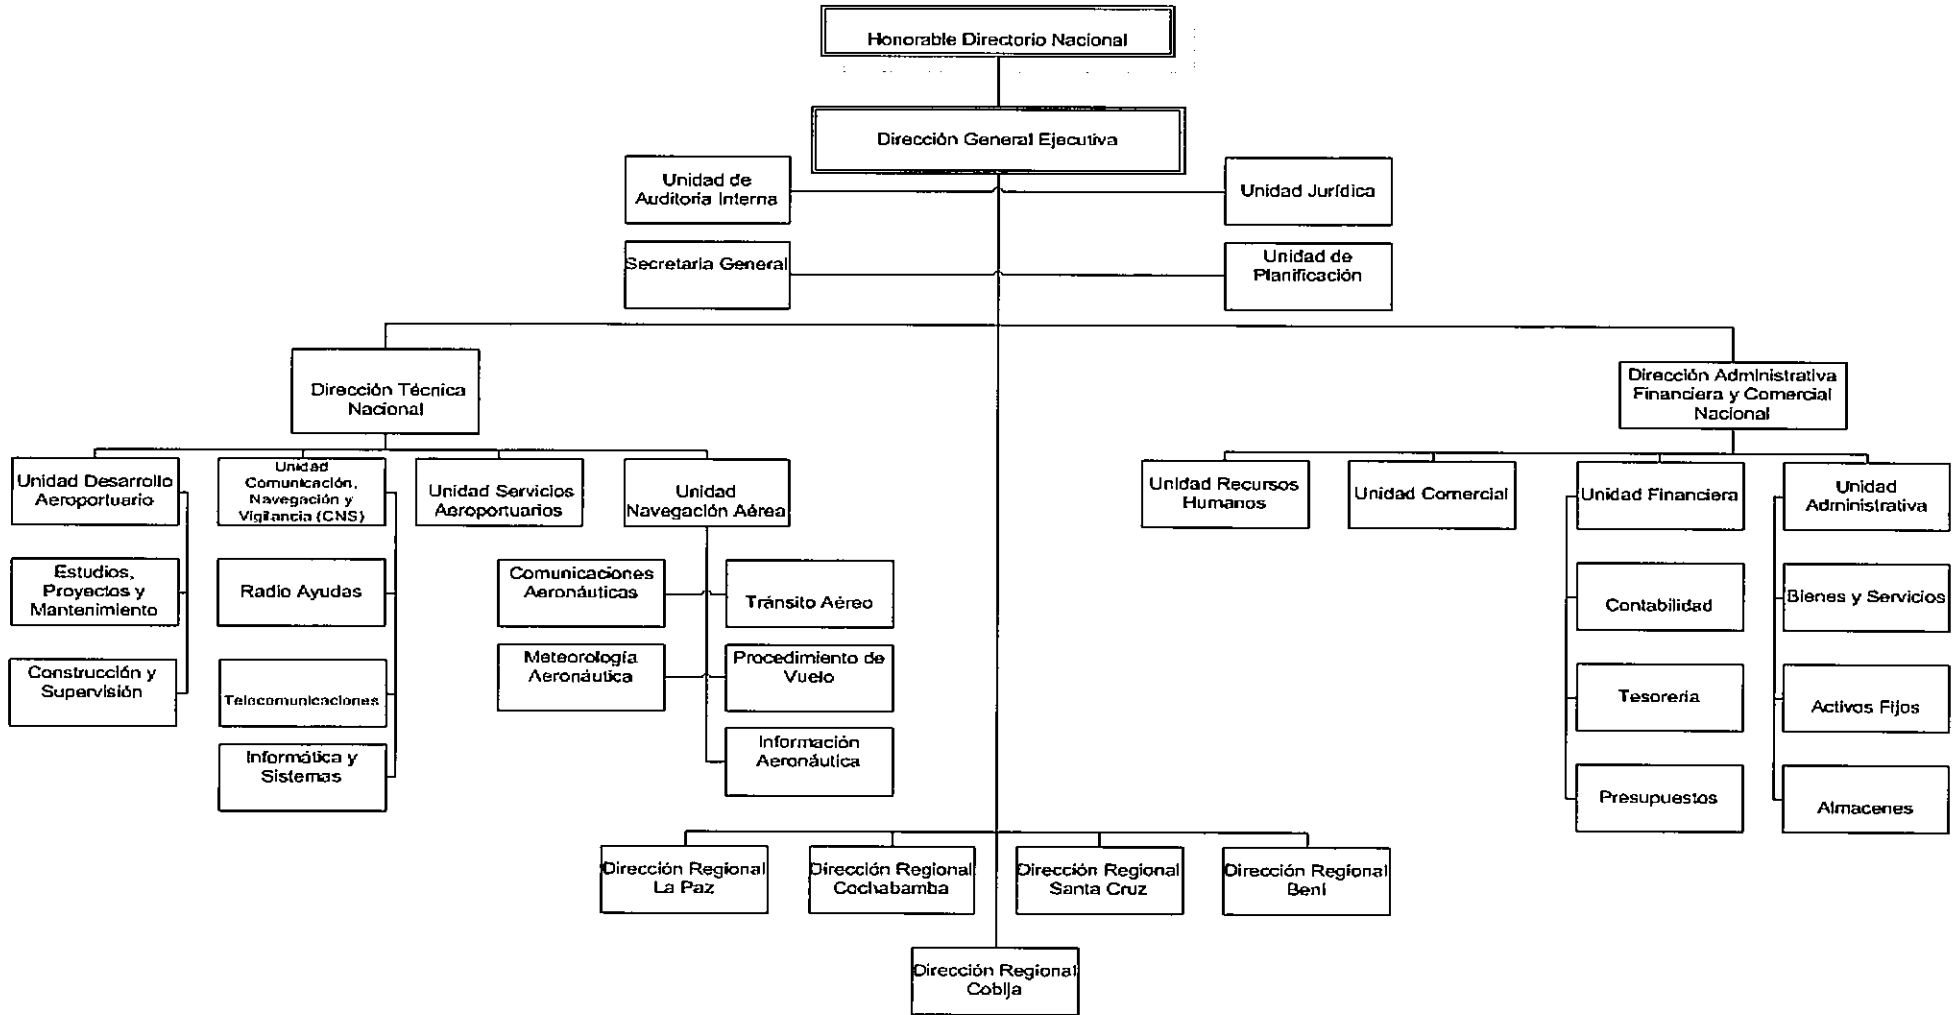 Honorable Directorio Nacional
Dirección General Ejecutiva
Unidad de
Auditoría Interna
Unidad Jurídica
Secretaria General
Unidad de
Planificación
Dirección Técnica
Nacional
Dirección Administrativa
Financiera y Comercial
Nacional
Unidad Desarrollo
Aeroportuario
Unidad
Comunicación,
Navegación y
Vigilancia (CNS)
Unidad Servicios
Aeroportuarios
Unidad
Navegación Aérea
Unidad Recursos
Humanos
Unidad Comercial
Unidad Financiera
Unidad
Administrativa
Estudios,
Proyectos y
Mantenimiento
Radio Ayudas
Comunicaciones
Aeronáuticas
Tránsito Aéreo
Contabilidad
Bienes y Servicios
Construcción y
Supervisión
Telecomunicaciones
Meteorología
Aeronáutica
Procedimiento de
Vuelo
Tesorería
Activos Fijos
Informática y
Sistemas
Información
Aeronáutica
Presupuestos
Almacenes
Dirección Regional
La Paz
Dirección Regional
Cochabamba
Dirección Regional
Santa Cruz
Dirección Regional
Beni
Dirección Regional
Cobija